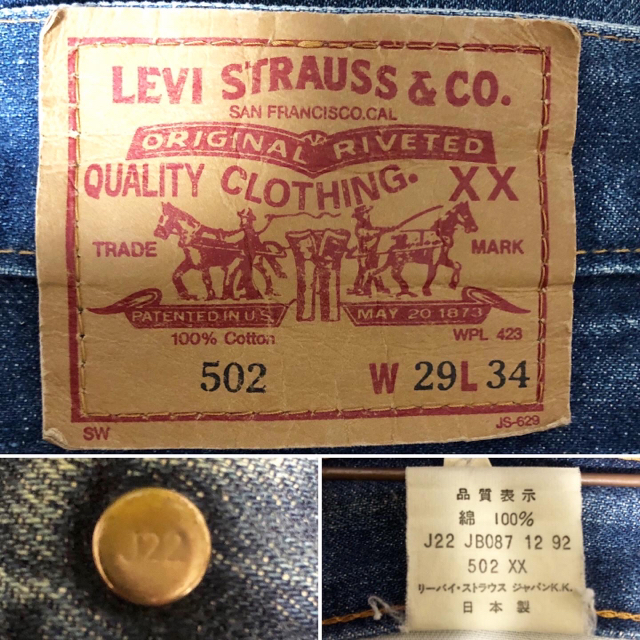 LEVI STRAUSS & CO.
SAN FRANCISCO.CAL
ORIGINAL RIVETED
QUALITY CLOTHING. XX
TRADE MARK
PATENTED IN U.S. MAY 20 1873
100% Cotton WPL 423
502 W 29 L 34
SW JS-629
J22
品質表示
綿 100%
J22 JB087 12 92
502 XX
リーバイ・ストラウス ジャパンK.K.
日本製